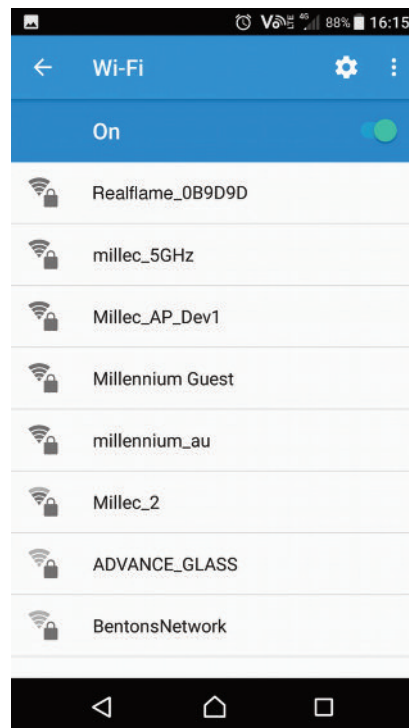 88% 16:15
Wi-Fi
On
Realflame_0B9D9D
millec_5GHz
Millec_AP_Dev1
Millennium Guest
millennium_au
Millec_2
ADVANCE_GLASS
BentonsNetwork